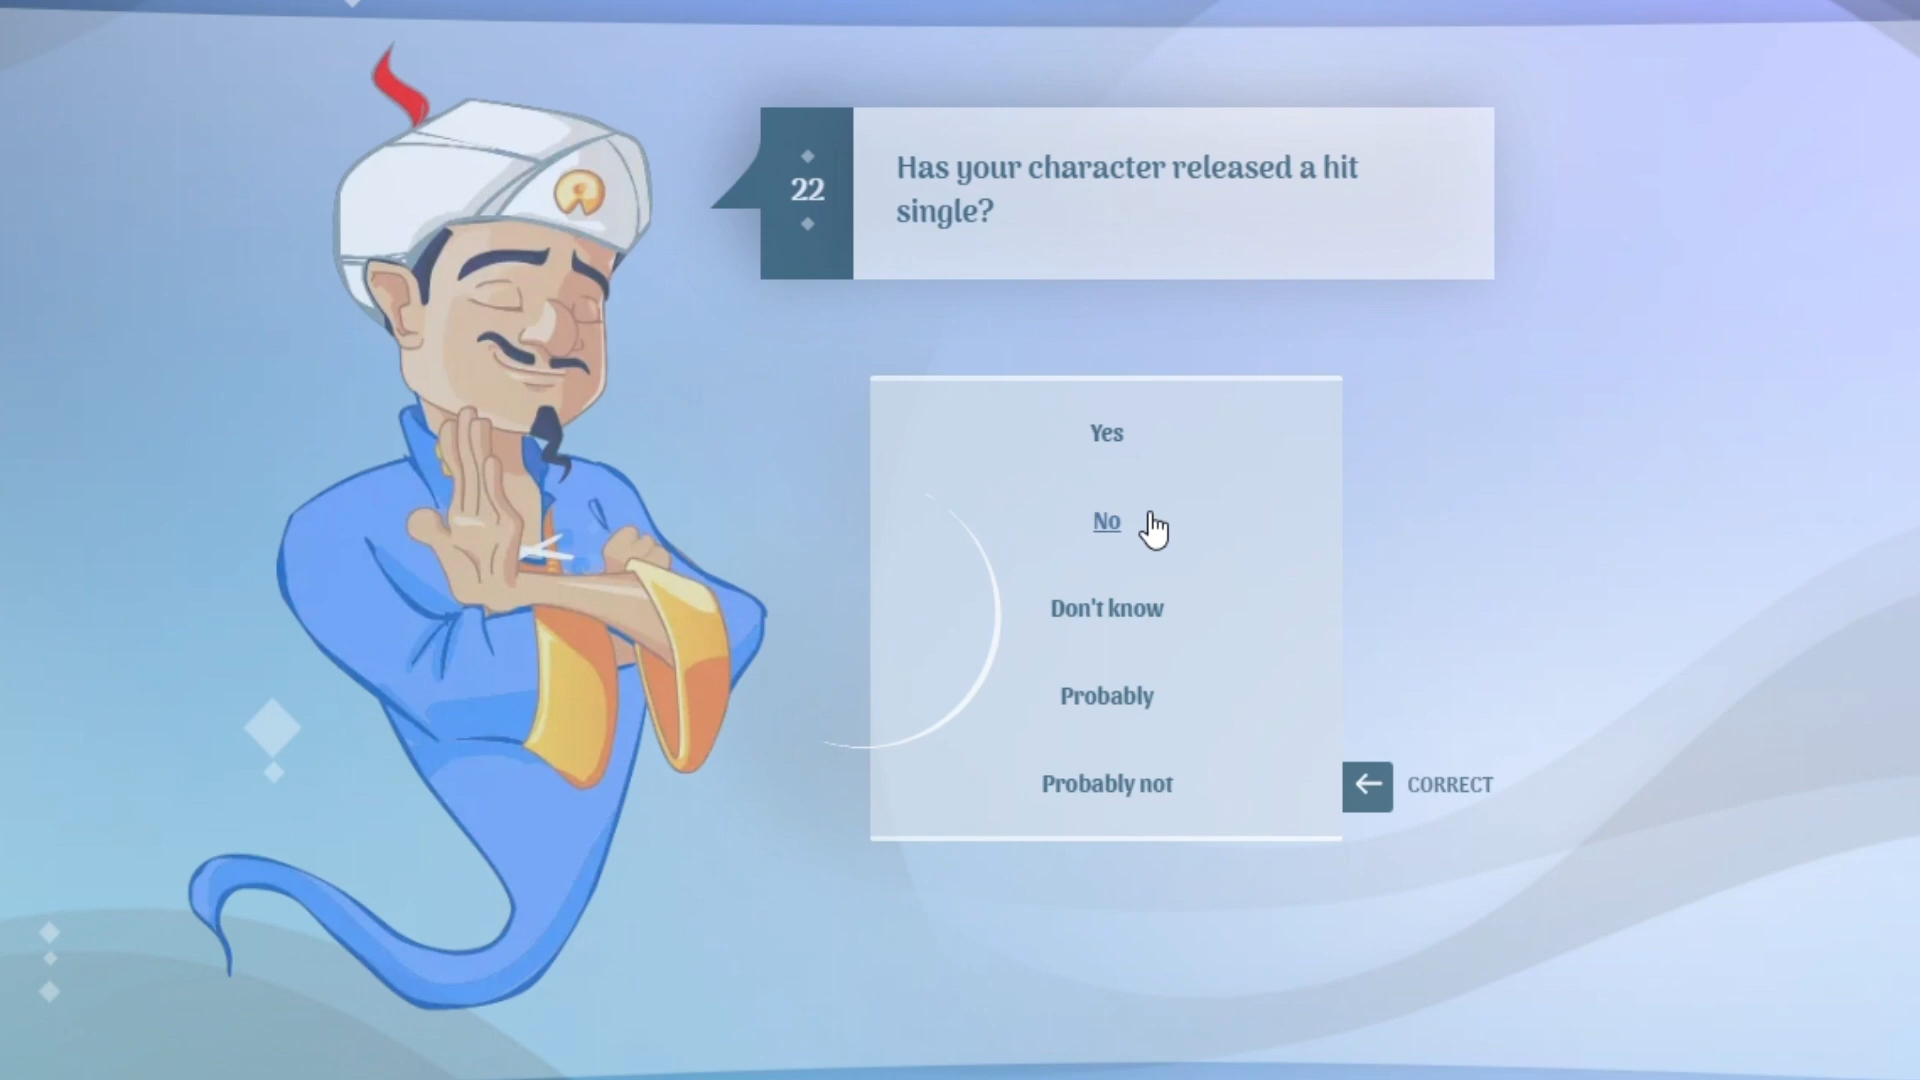 22
Has your character released a hit
single?
Yes
No
Don't know
Probably
Probably not
CORRECT